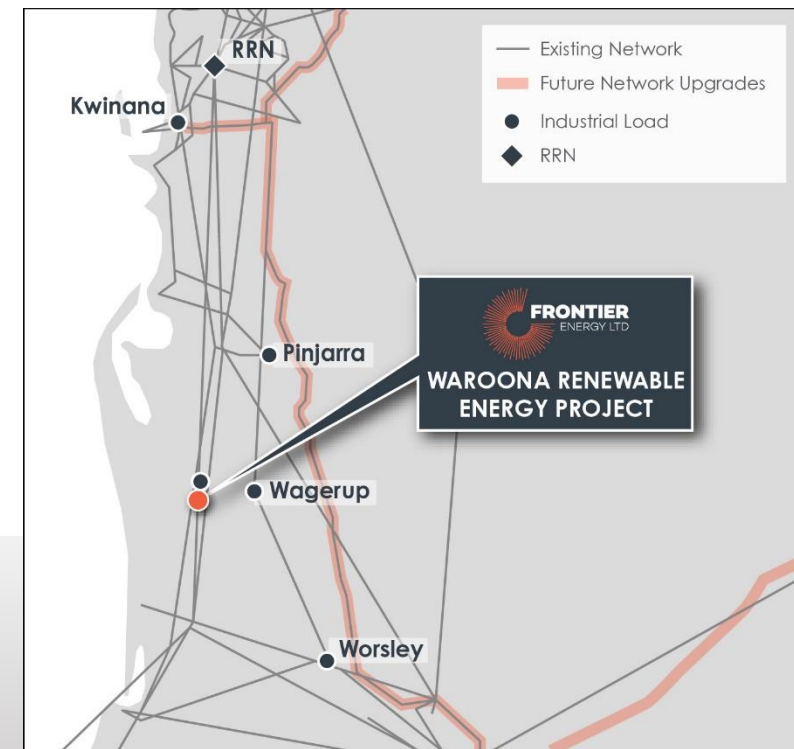 RRN
Kwinana
Existing Network
Future Network Upgrades
Industrial Load
RRN
FRONTIER
ENERGY LTD
WAROONA RENEWABLE
ENERGY PROJECT
Pinjarra
Wagerup
Worsley